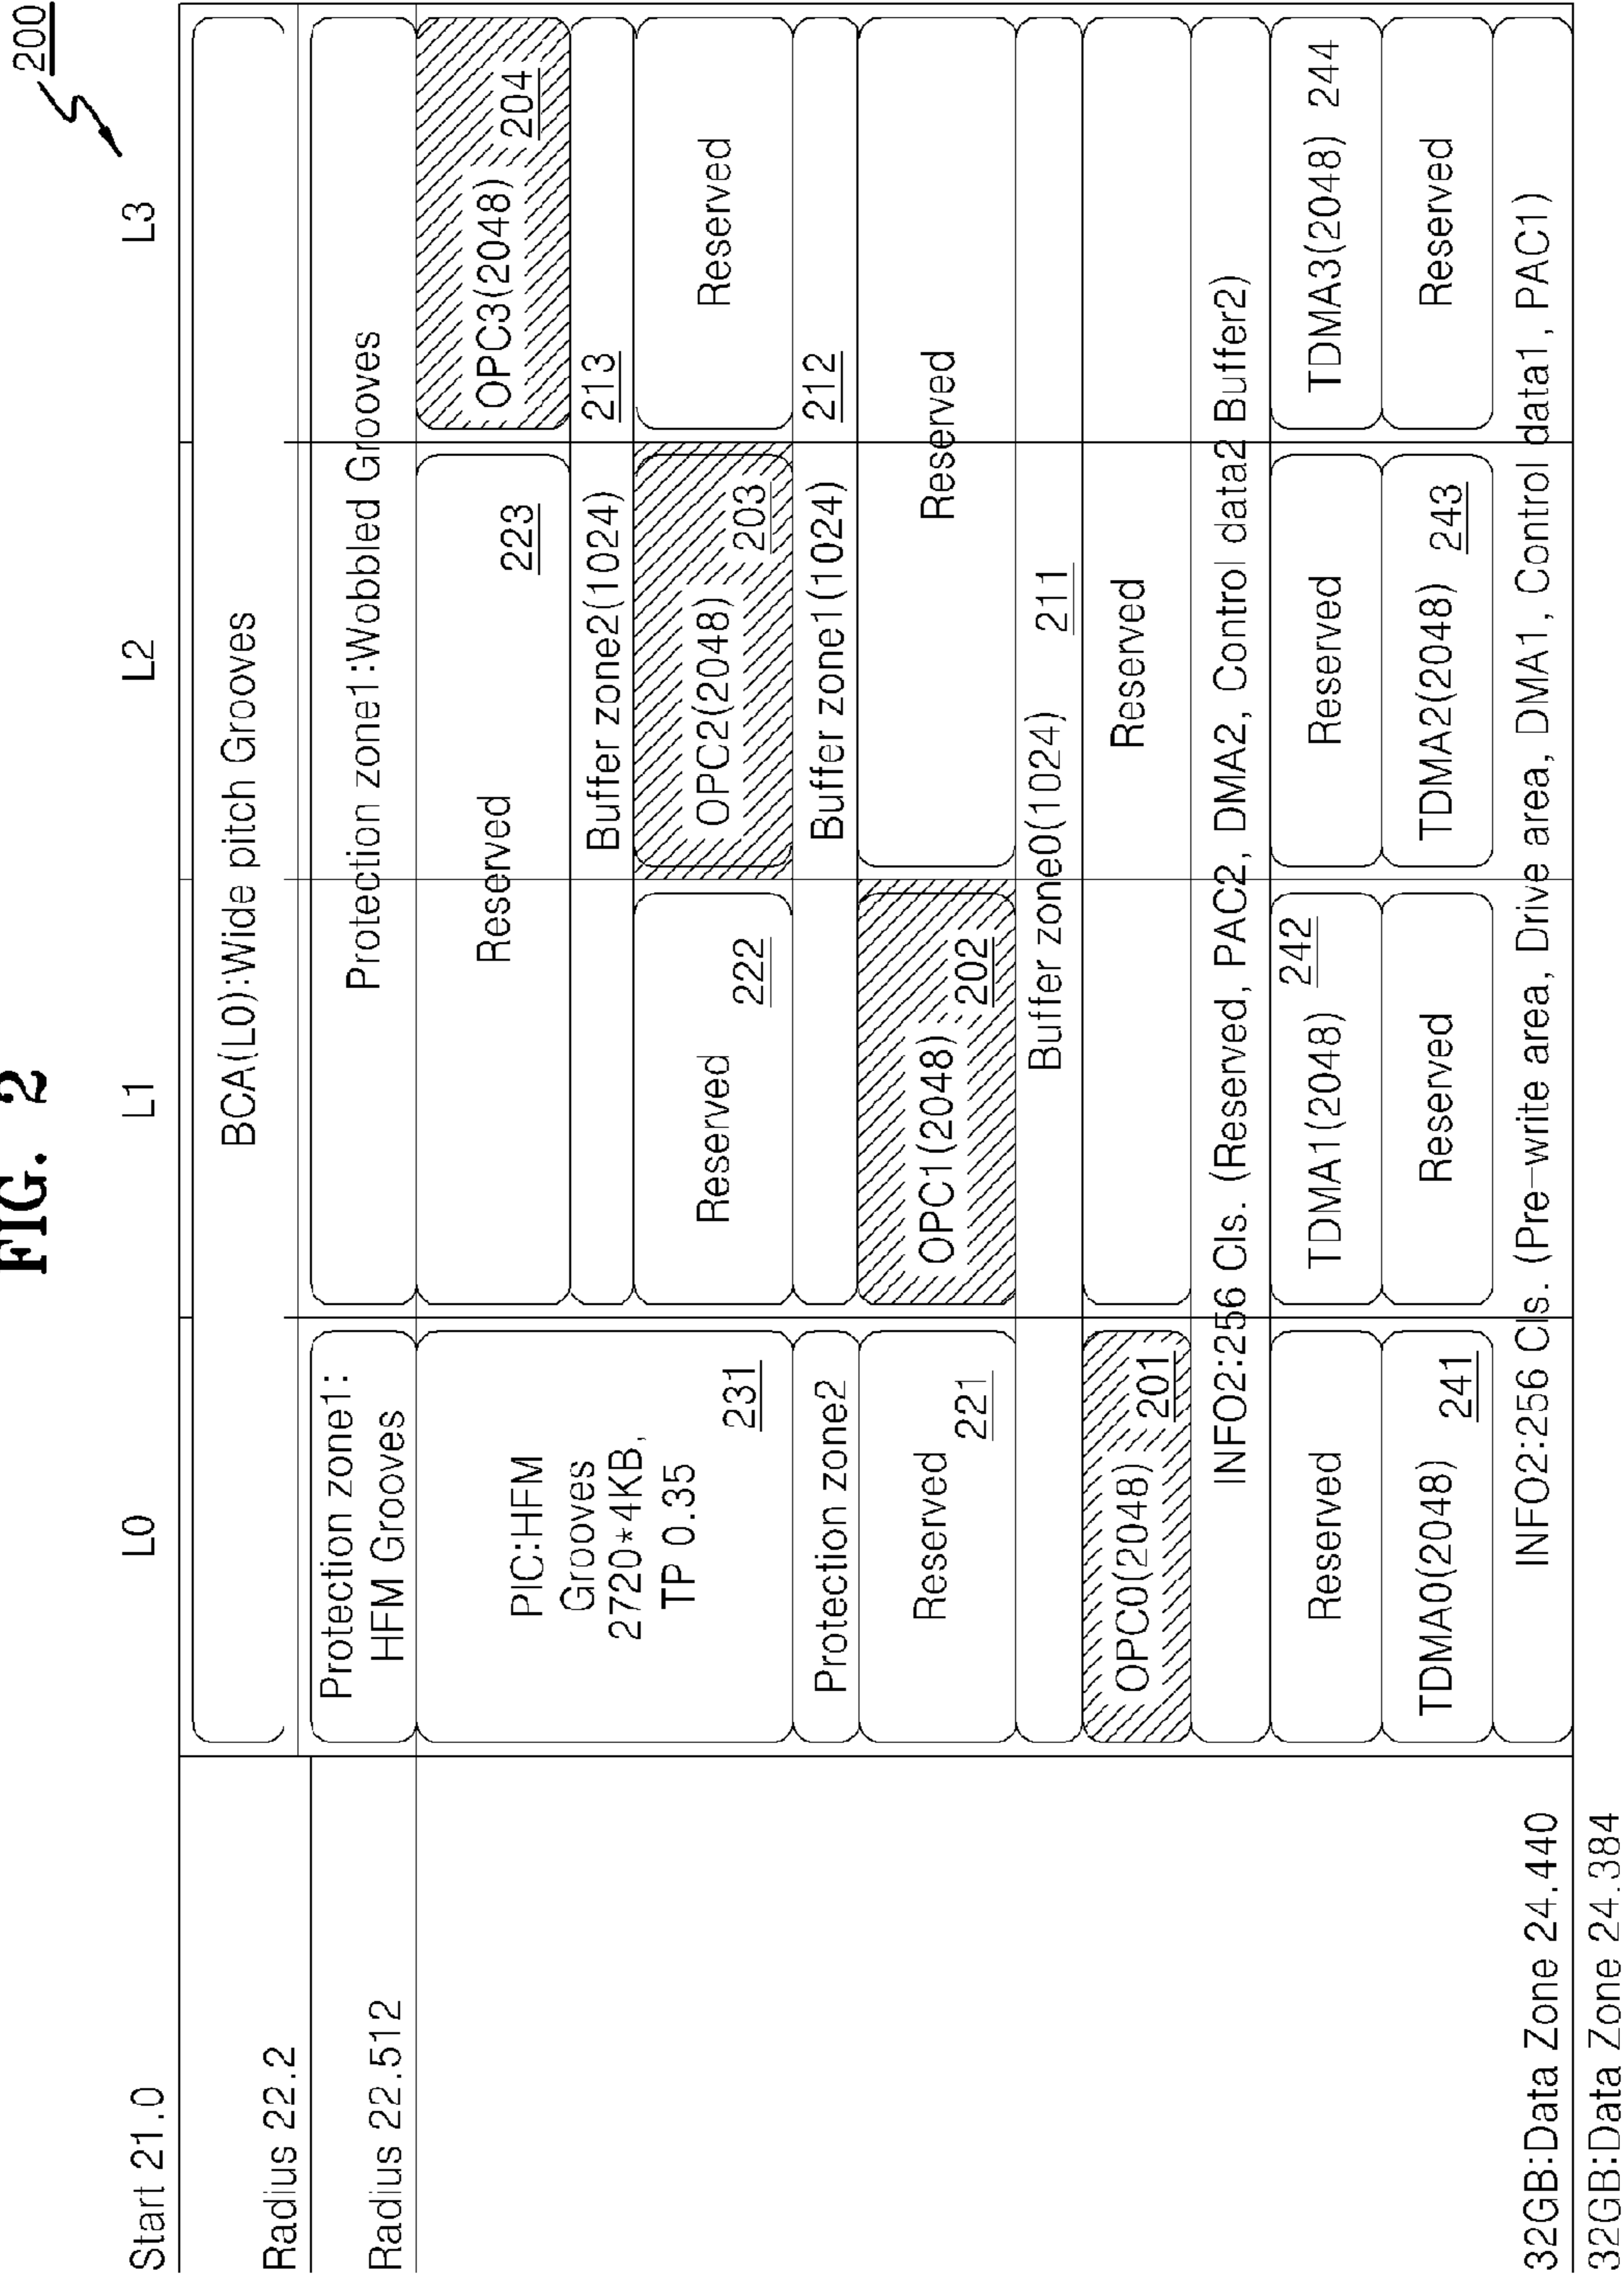 FIG. 2
200
L0
L1
L2
L3
Start 21.0
BCA(L0):Wide pitch Grooves
Radius 22.2
Protection zone1:
HFM Grooves
Protection zone1:Wobbled Grooves
Radius 22.512
PIC:HFM
Grooves
2720*4KB,
TP 0.35
231
Reserved
223
OPC3(2048)
204
Buffer zone2(1024)
213
Reserved
222
OPC2(2048)
203
Reserved
Protection zone2
Buffer zone1(1024)
212
Reserved
221
OPC1(2048)
202
Reserved
Buffer zone0(1024)
211
OPC0(2048)
201
Reserved
INFO2:256 Cls. (Reserved, PAC2, DMA2, Control data2 Buffer2)
Reserved
TDMA1(2048)
242
Reserved
TDMA3(2048) 244
TDMA0(2048)
241
Reserved
TDMA2(2048)
243
Reserved
INFO2:256 Cls. (Pre-write area, Drive area, DMA1, Control data1, PAC1)
32GB:Data Zone 24.440
32GB:Data Zone 24.384